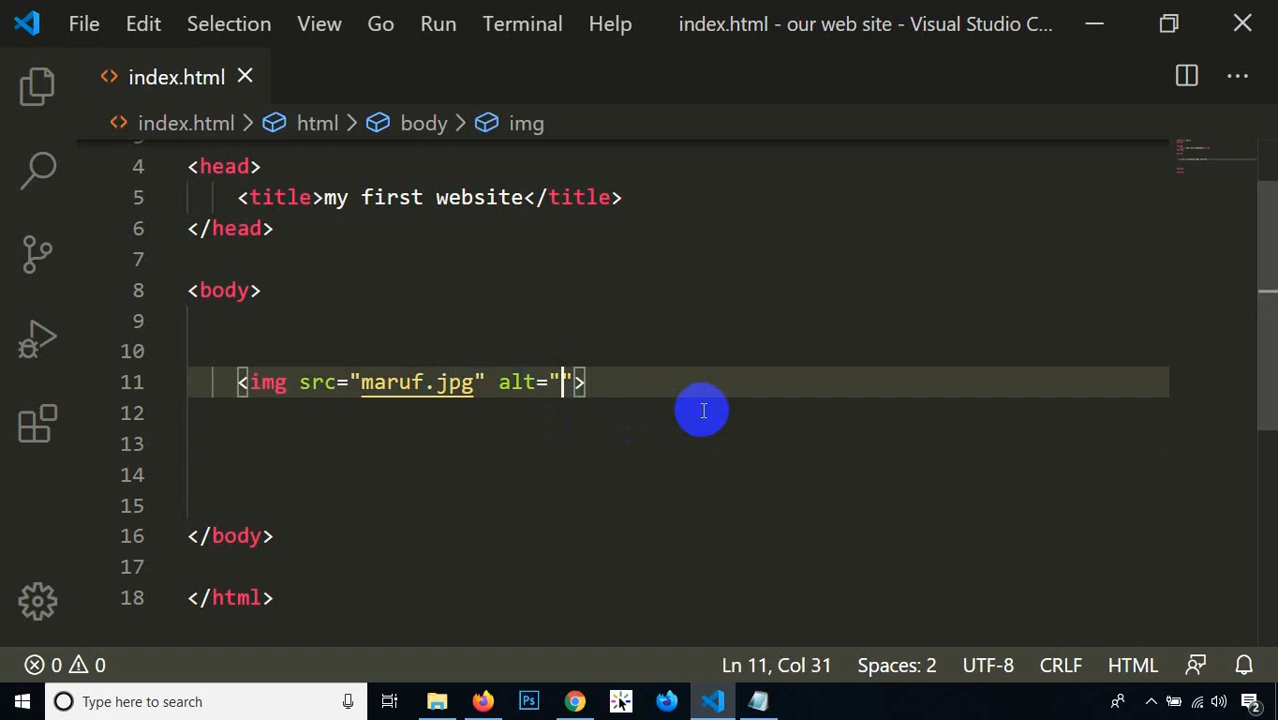 File Edit Selection View Go Run Terminal Help index.html - our web site - Visual Studio C...
index.html
index.html > html > body > img
4 <head>
5 <title>my first website</title>
6 </head>
7
8 <body>
9
10
11 <img src="maruf.jpg" alt="">
12
13
14
15
16 </body>
17
18 </html>
0 0 Ln 11, Col 31 Spaces: 2 UTF-8 CRLF HTML
Type here to search Ps 2